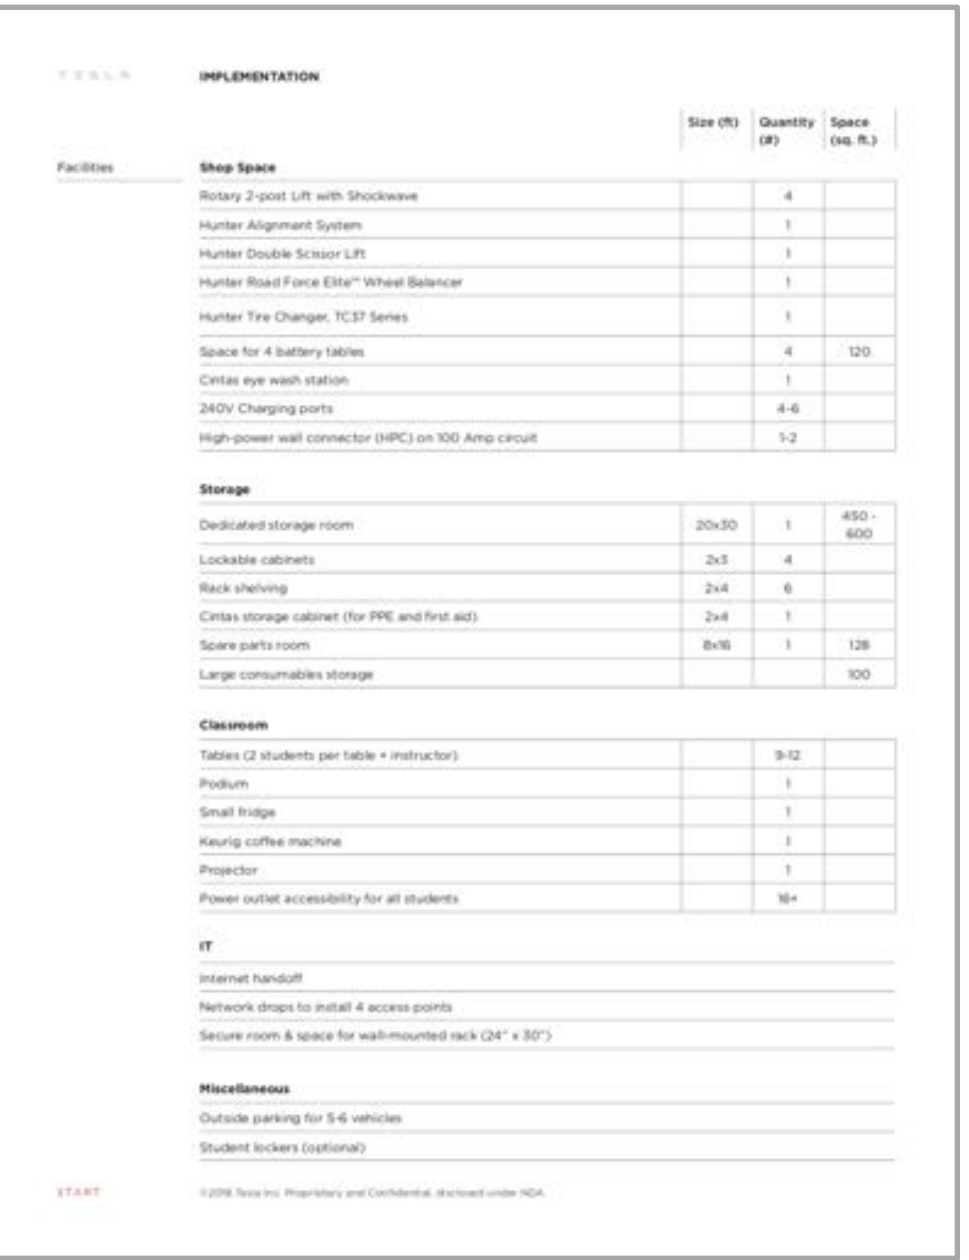 TESLA
IMPLEMENTATION
Size (ft) Quantity (#) Space (sq. ft.)
Facilities
Shop Space
Rotary 2-post Lift with Shockwave 4
Hunter Alignment System 1
Hunter Double Scissor Lift 1
Hunter Road Force Elite™ Wheel Balancer 1
Hunter Tire Changer, TC37 Series 1
Space for 4 battery tables 4 120
Cintas eye wash station 1
240V Charging ports 4-6
High-power wall connector (HPC) on 100 Amp circuit 1-2
Storage
Dedicated storage room 20x30 1 450 - 600
Lockable cabinets 2x3 4
Rack shelving 2x4 6
Cintas storage cabinet (for PPE and first aid) 2x4 1
Spare parts room 8x16 1 128
Large consumables storage 100
Classroom
Tables (2 students per table + instructor) 9-12
Podium 1
Small fridge 1
Keurig coffee machine 1
Projector 1
Power outlet accessibility for all students 16+
IT
Internet handoff
Network drops to install 4 access points
Secure room & space for wall-mounted rack (24" x 30")
Miscellaneous
Outside parking for 5-6 vehicles
Student lockers (optional)
START
Tesla Inc. Proprietary and Confidential, disclosed under NDA.